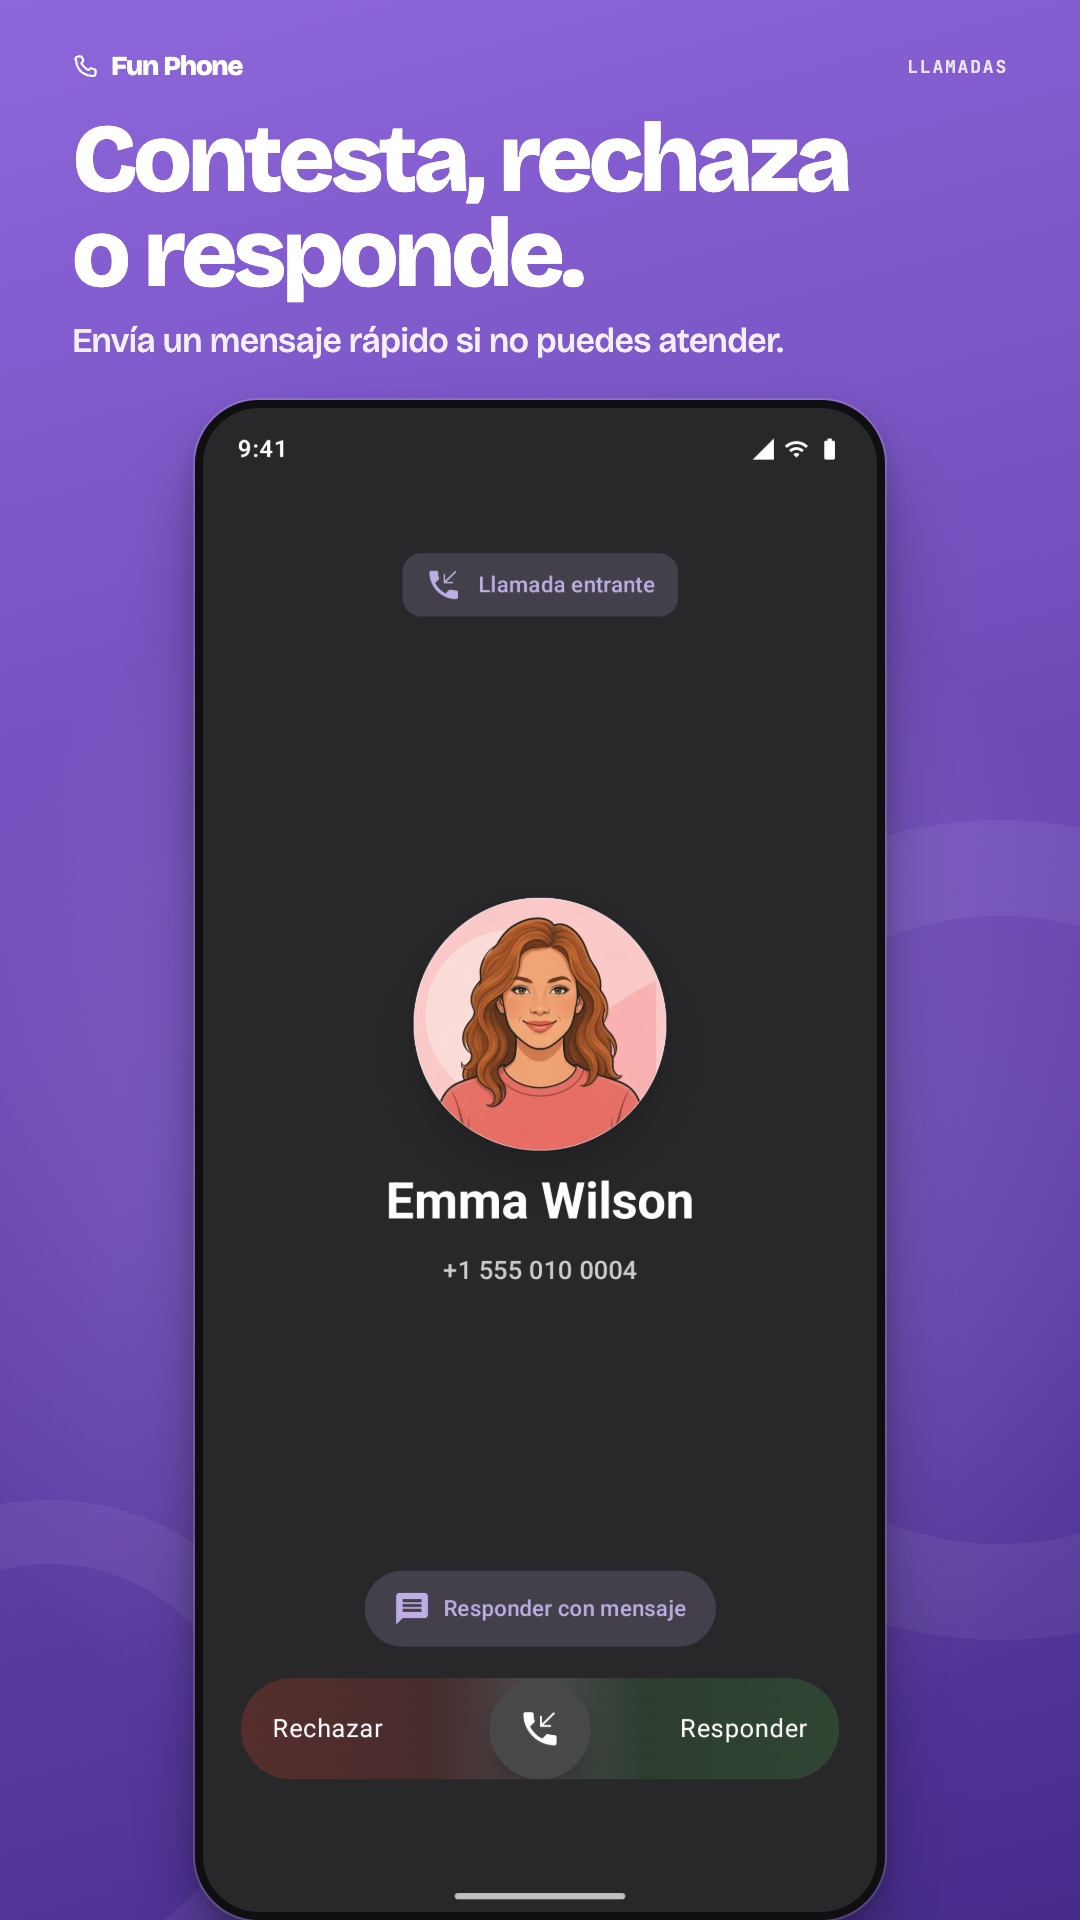 Fun Phone
LLAMADAS
Contesta, rechaza
o responde.
Envía un mensaje rápido si no puedes atender.
9:41
Llamada entrante
Emma Wilson
+1 555 010 0004
Responder con mensaje
Rechazar
Responder